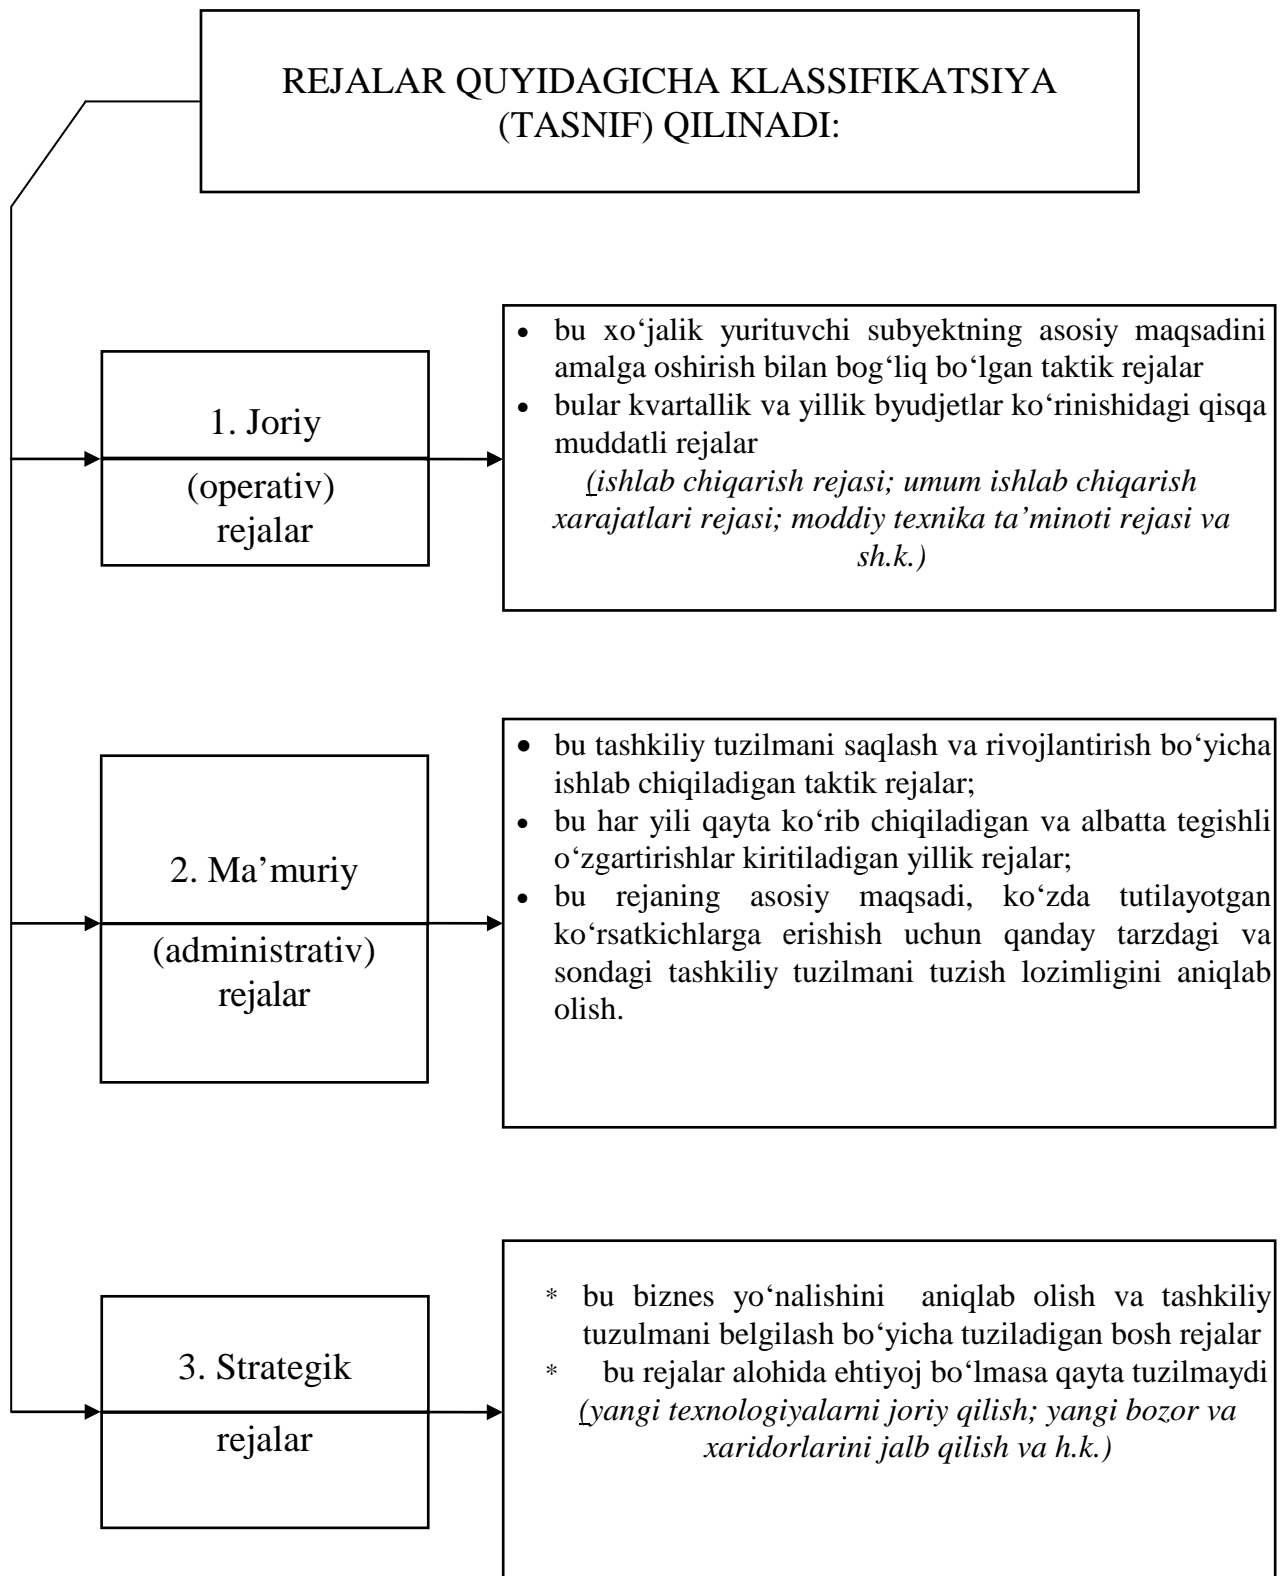 REJALAR QUYIDAGICHA KLASSIFIKATSIYA
(TASNIF) QILINADI:
1. Joriy
(operativ)
rejalar
• bu xo‘jalik yurituvchi subyektning asosiy maqsadini
amalga oshirish bilan bog‘liq bo‘lgan taktik rejalar
• bular kvartallik va yillik byudjetlar ko‘rinishidagi qisqa
muddatli rejalar
(ishlab chiqarish rejasi; umum ishlab chiqarish
xarajatlari rejasi; moddiy texnika ta’minoti rejasi va
sh.k.)
2. Ma’muriy
(administrativ)
rejalar
• bu tashkiliy tuzilmani saqlash va rivojlantirish bo‘yicha
ishlab chiqiladigan taktik rejalar;
• bu har yili qayta ko‘rib chiqiladigan va albatta tegishli
o‘zgartirishlar kiritiladigan yillik rejalar;
• bu rejaning asosiy maqsadi, ko‘zda tutilayotgan
ko‘rsatkichlarga erishish uchun qanday tarzdagi va
sondagi tashkiliy tuzilmani tuzish lozimligini aniqlab
olish.
3. Strategik
rejalar
* bu biznes yo‘nalishini aniqlab olish va tashkiliy
tuzulmani belgilash bo‘yicha tuziladigan bosh rejalar
* bu rejalar alohida ehtiyoj bo‘lmasa qayta tuzilmaydi
(yangi texnologiyalarni joriy qilish; yangi bozor va
xaridorlarini jalb qilish va h.k.)